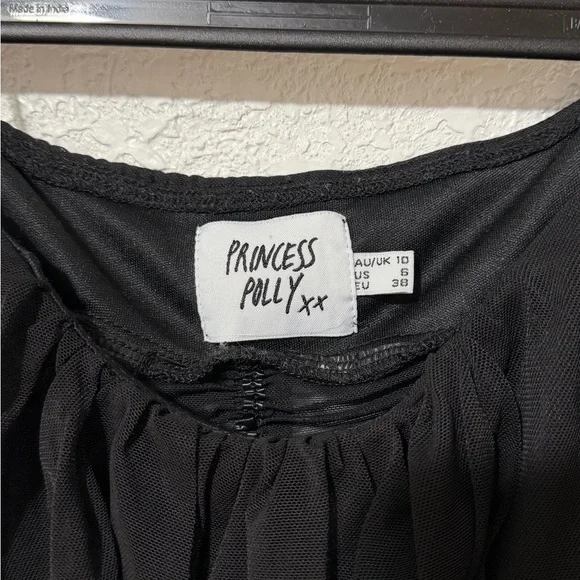 Made in India
PRINCESS
POLLY xx
AU/UK 10
US 6
EU 38